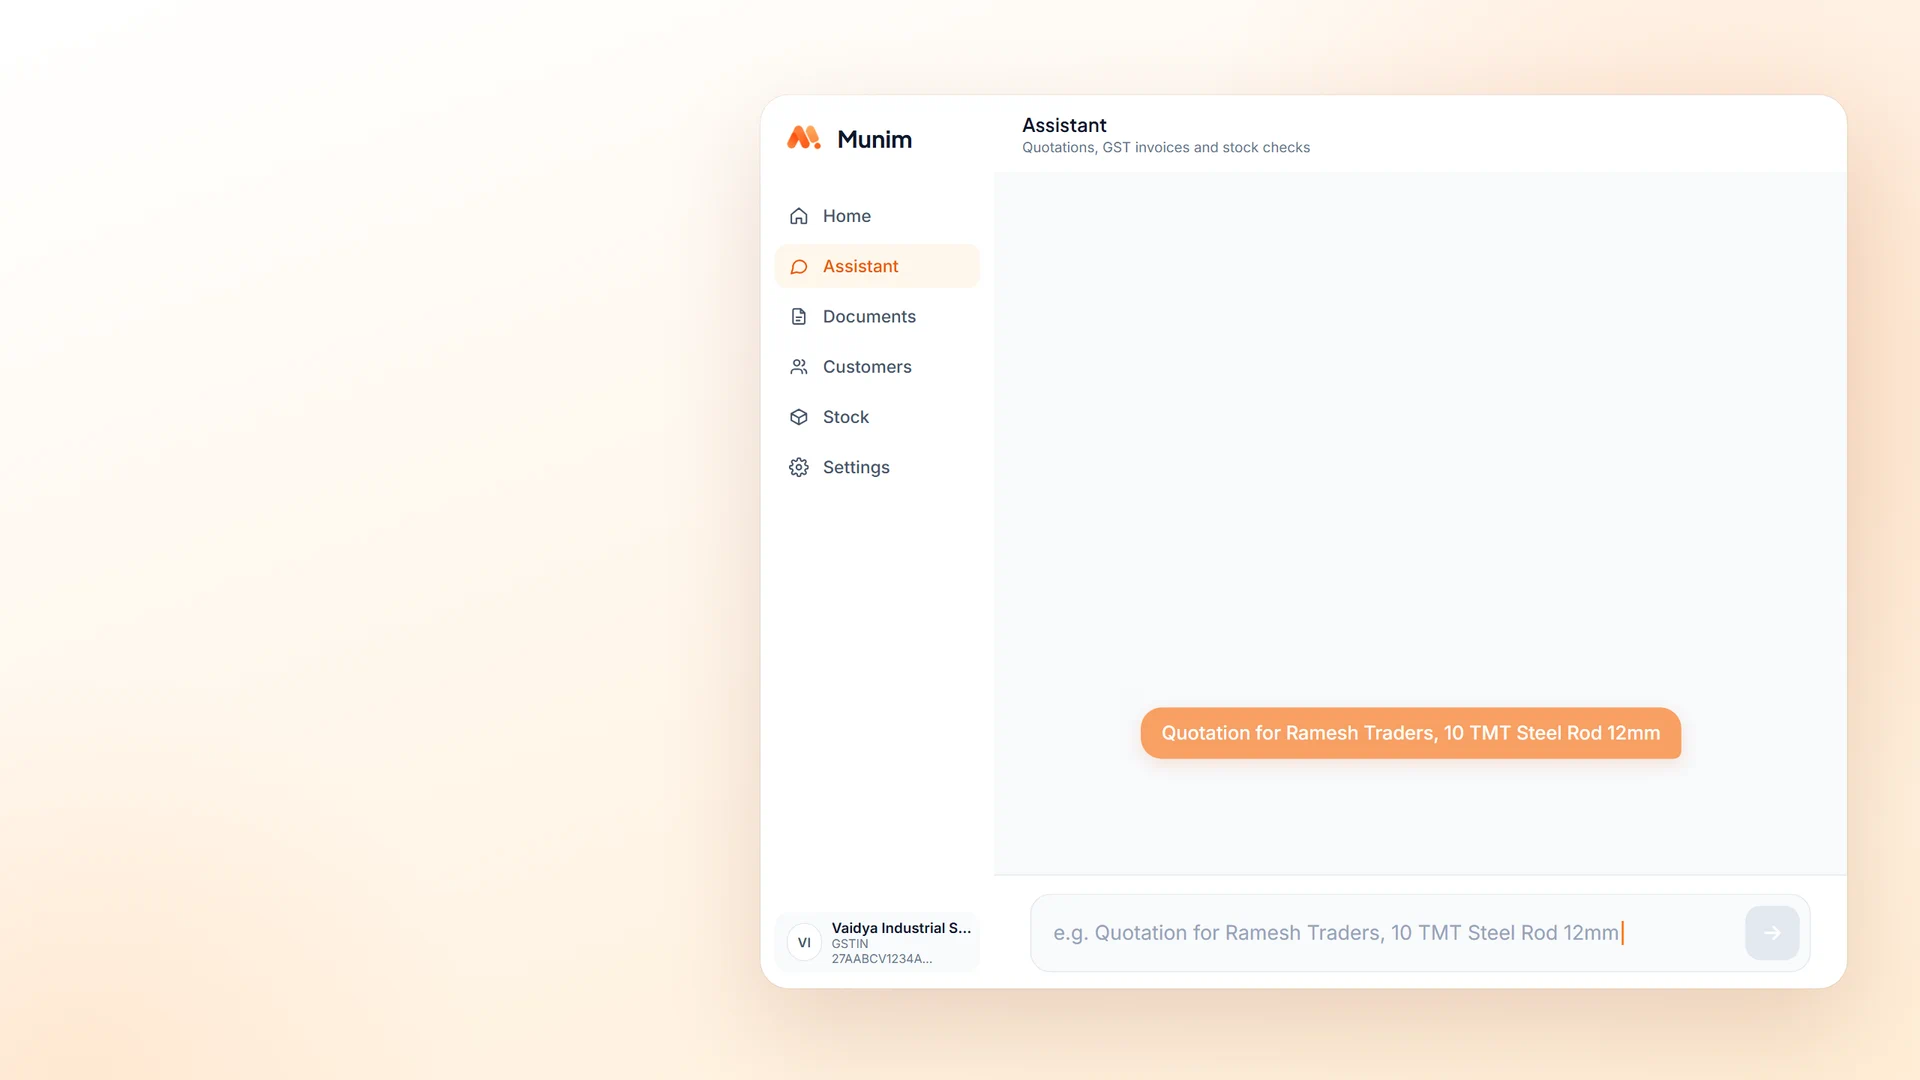 Munim
Home
Assistant
Documents
Customers
Stock
Settings
VI
Vaidya Industrial S...
GSTIN
27AABCV1234A...
Assistant
Quotations, GST invoices and stock checks
Quotation for Ramesh Traders, 10 TMT Steel Rod 12mm
e.g. Quotation for Ramesh Traders, 10 TMT Steel Rod 12mm